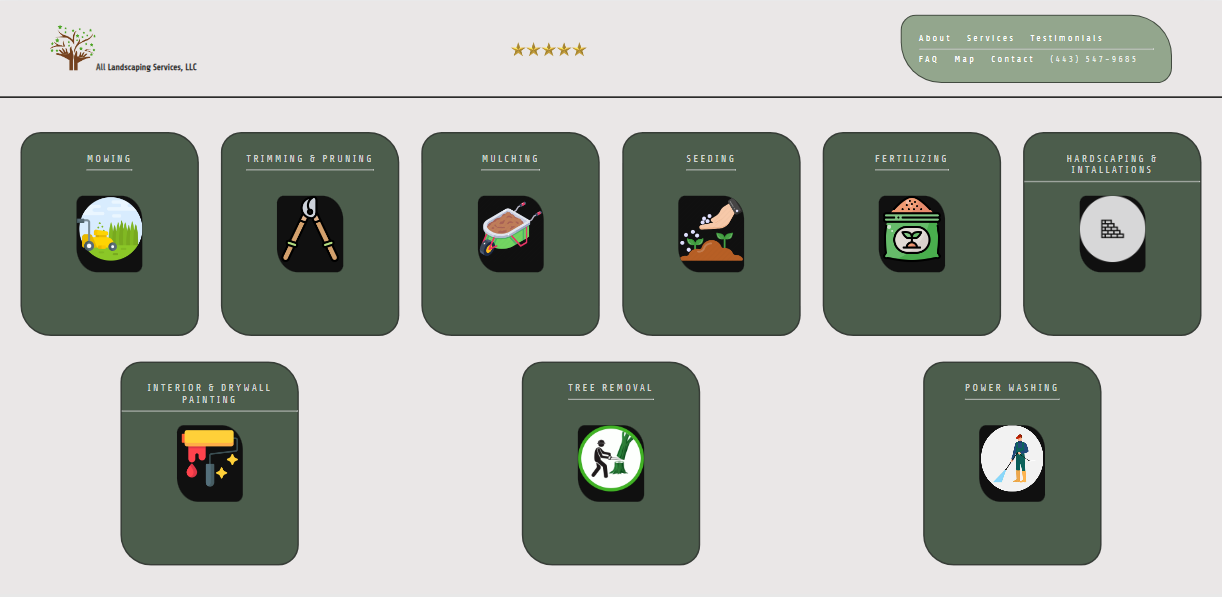 All Landscaping Services, LLC
About Services Testimonials
FAQ Map Contact (443) 547-9685
MOWING
TRIMMING & PRUNING
MULCHING
SEEDING
FERTILIZING
HARDSCAPING &
INTALLATIONS
INTERIOR & DRYWALL
PAINTING
TREE REMOVAL
POWER WASHING